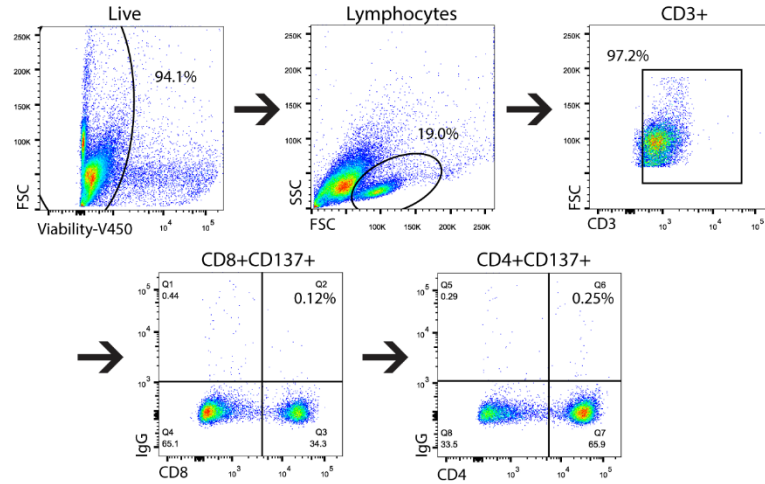 Live
250K
200K
150K
100K
50K
0
94.1%
FSC
10^4
10^5
Viability-V450
Lymphocytes
250K
200K
150K
100K
50K
0
19.0%
SSC
100K
150K
200K
250K
FSC
CD3+
97.2%
250K
200K
150K
100K
50K
0
FSC
10^3
10^4
10^5
CD3
CD8+CD137+
Q1
0.44
Q2
0.12%
10^5
10^4
10^3
Q4
65.1
Q3
34.3
IgG
10^3
10^4
10^5
CD8
CD4+CD137+
Q5
0.29
Q6
0.25%
10^5
10^4
10^3
Q8
33.5
Q7
65.9
IgG
10^3
10^4
10^5
CD4